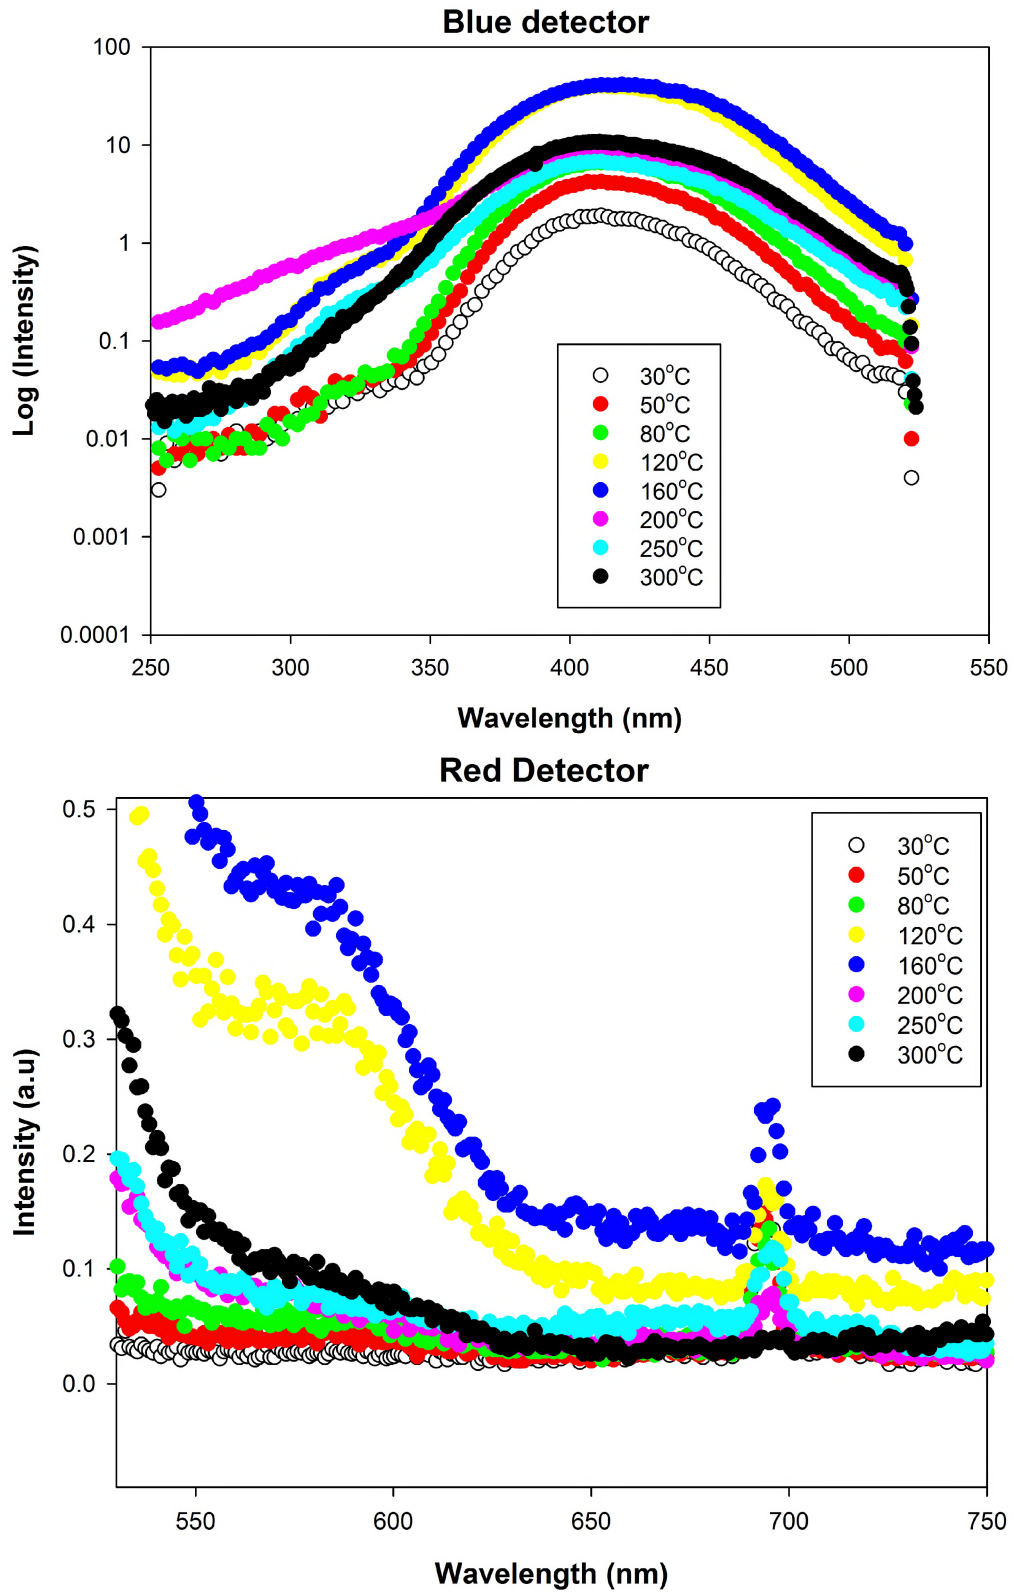 Blue detector
100
10
1
0.1
0.01
0.001
0.0001
Log (Intensity)
30°C
50°C
80°C
120°C
160°C
200°C
250°C
300°C
250 300 350 400 450 500 550
Wavelength (nm)
Red Detector
0.5
0.4
0.3
0.2
0.1
0.0
Intensity (a.u)
30°C
50°C
80°C
120°C
160°C
200°C
250°C
300°C
550 600 650 700 750
Wavelength (nm)